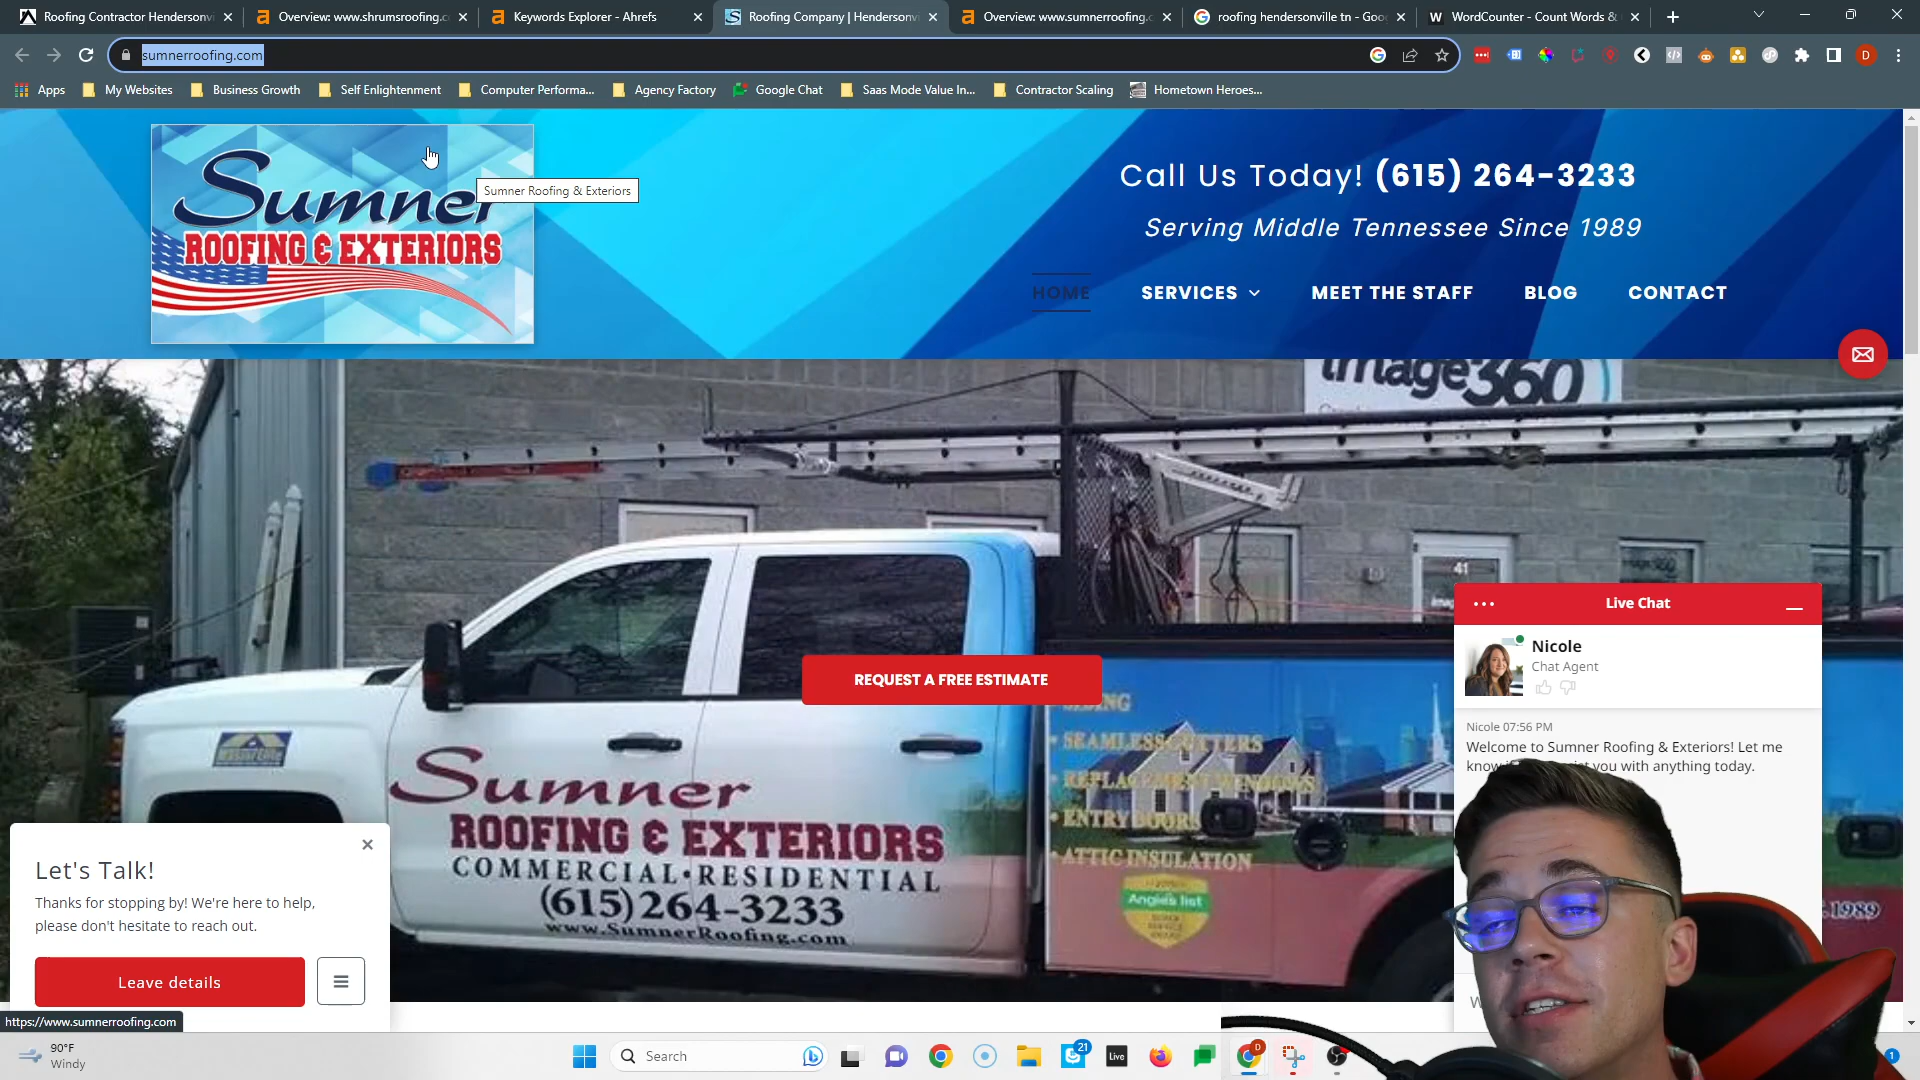 Roofing Contractor Hendersonv
Overview: www.shrumsroofing.c
Keywords Explorer - Ahrefs
Roofing Company | Hendersonv
Overview: www.sumnerroofing.
roofing hendersonville tn - Goo
WordCounter - Count Words &
sumnerroofing.com
Apps
My Websites
Business Growth
Self Enlightenment
Computer Performa...
Agency Factory
Google Chat
Saas Mode Value In...
Contractor Scaling
Hometown Heroes...
Sumner
ROOFING & EXTERIORS
Sumner Roofing & Exteriors
Call Us Today! (615) 264-3233
Serving Middle Tennessee Since 1989
HOME
SERVICES
MEET THE STAFF
BLOG
CONTACT
image360
41
REQUEST A FREE ESTIMATE
SEAMLESS GUTTERS
REPLACEMENT WINDOWS
ENTRY DOORS
ATTIC INSULATION
Angie's list
1989
Sumner
ROOFING & EXTERIORS
COMMERCIAL • RESIDENTIAL
(615) 264-3233
www.SumnerRoofing.com
Live Chat
Nicole
Chat Agent
Nicole 07:56 PM
Welcome to Sumner Roofing & Exteriors! Let me
you with anything today.
Let's Talk!
Thanks for stopping by! We're here to help,
please don't hesitate to reach out.
Leave details
https://www.sumnerroofing.com
90°F
Windy
Search
21
Live
D
1